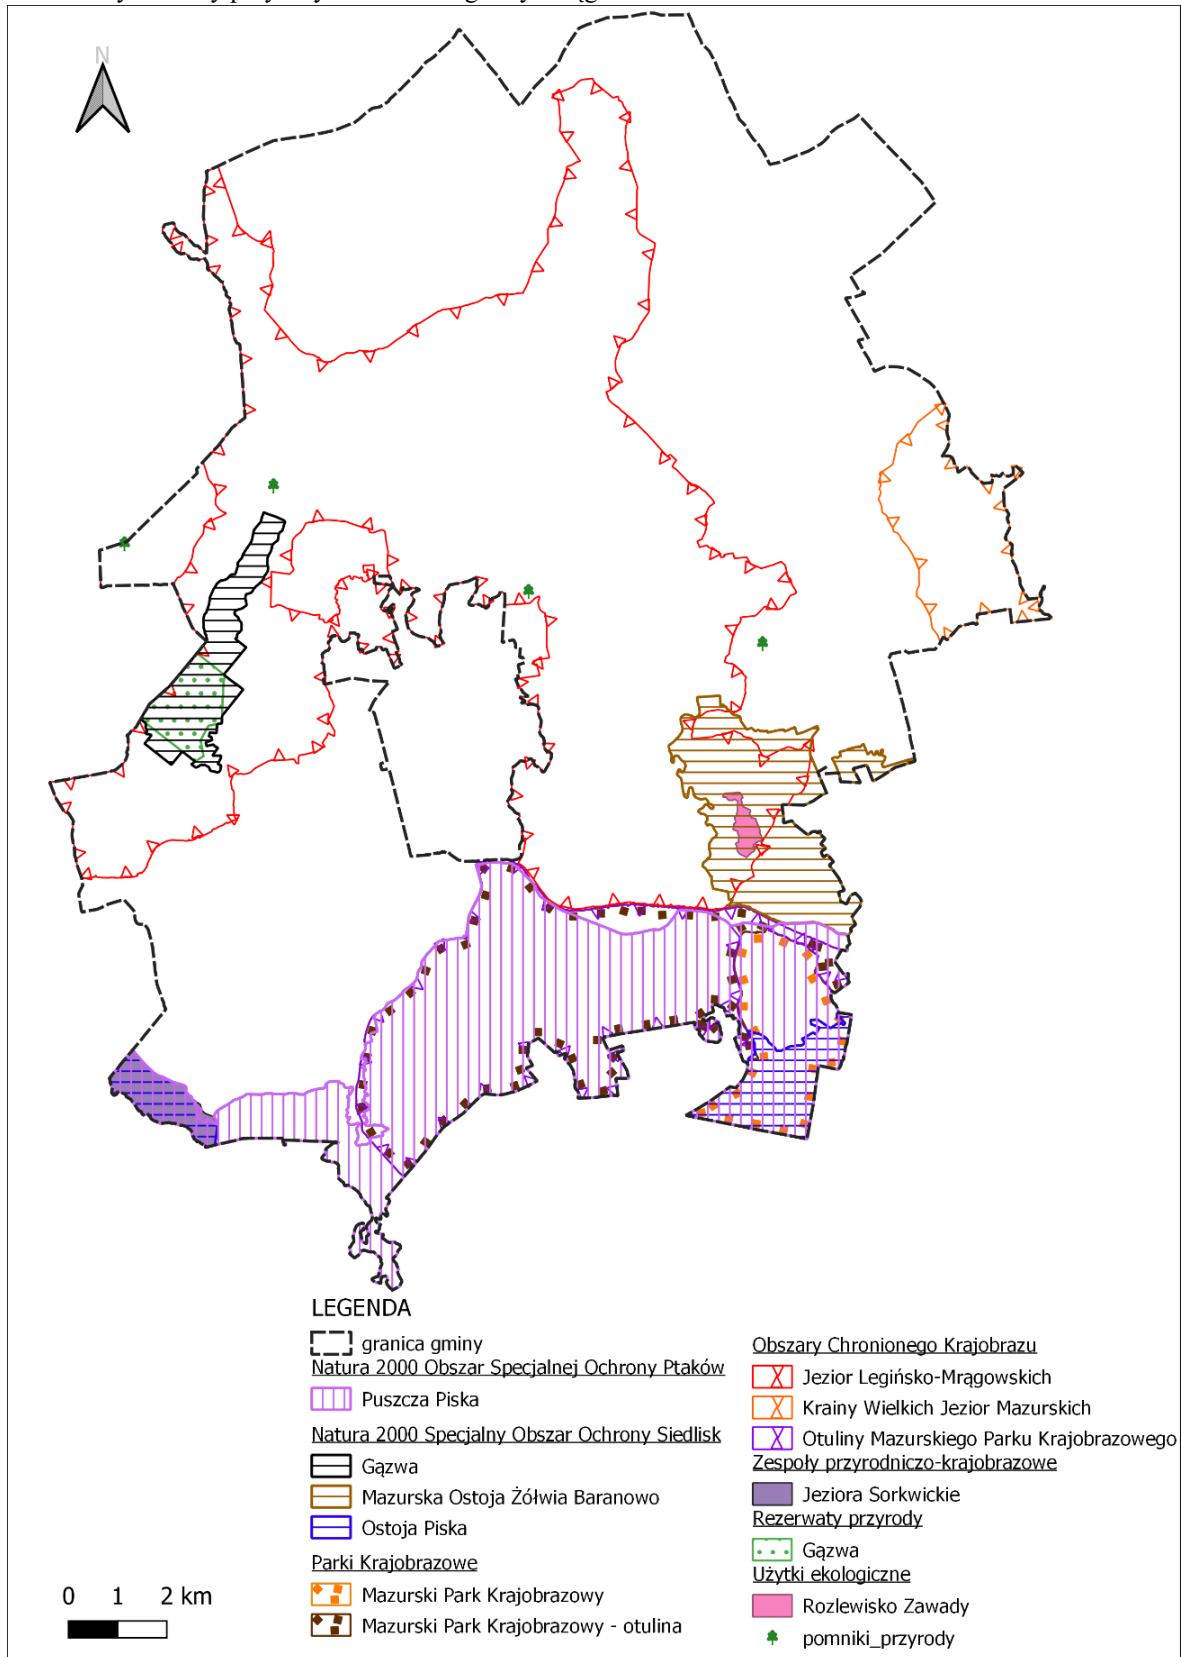 N
LEGENDA
granica gminy
Natura 2000 Obszar Specjalnej Ochrony Ptaków
Puszcza Piska
Natura 2000 Specjalny Obszar Ochrony Siedlisk
Gązwa
Mazurska Ostoja Żółwia Baranowo
Ostoja Piska
Parki Krajobrazowe
Mazurski Park Krajobrazowy
Mazurski Park Krajobrazowy - otulina
Obszary Chronionego Krajobrazu
Jezior Legińsko-Mrągowskich
Krainy Wielkich Jezior Mazurskich
Otuliny Mazurskiego Parku Krajobrazowego
Zespoły przyrodniczo-krajobrazowe
Jeziora Sorkwickie
Rezerwaty przyrody
Gązwa
Użytki ekologiczne
Rozlewisko Zawady
pomniki_przyrody
0 1 2 km